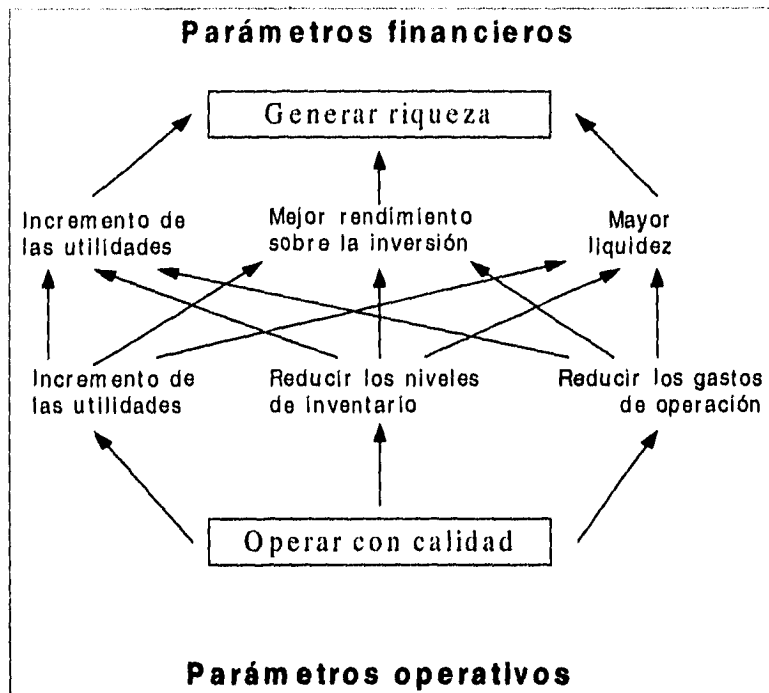 Parámetros financieros
Generar riqueza
Incremento de
las utilidades
Mejor rendimiento
sobre la inversión
Mayor
liquidez
Incremento de
las utilidades
Reducir los niveles
de inventario
Reducir los gastos
de operación
Operar con calidad
Parámetros operativos